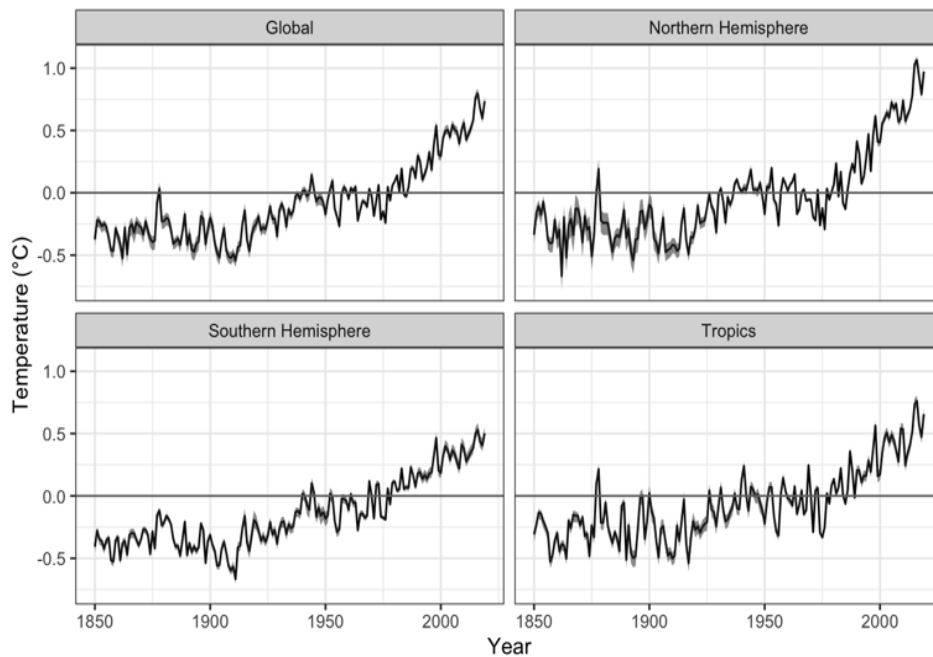 Global
Northern Hemisphere
1.0
0.5
0.0
-0.5
Southern Hemisphere
Tropics
1.0
0.5
0.0
-0.5
Temperature (°C)
1850
1900
1950
2000
1850
1900
1950
2000
Year